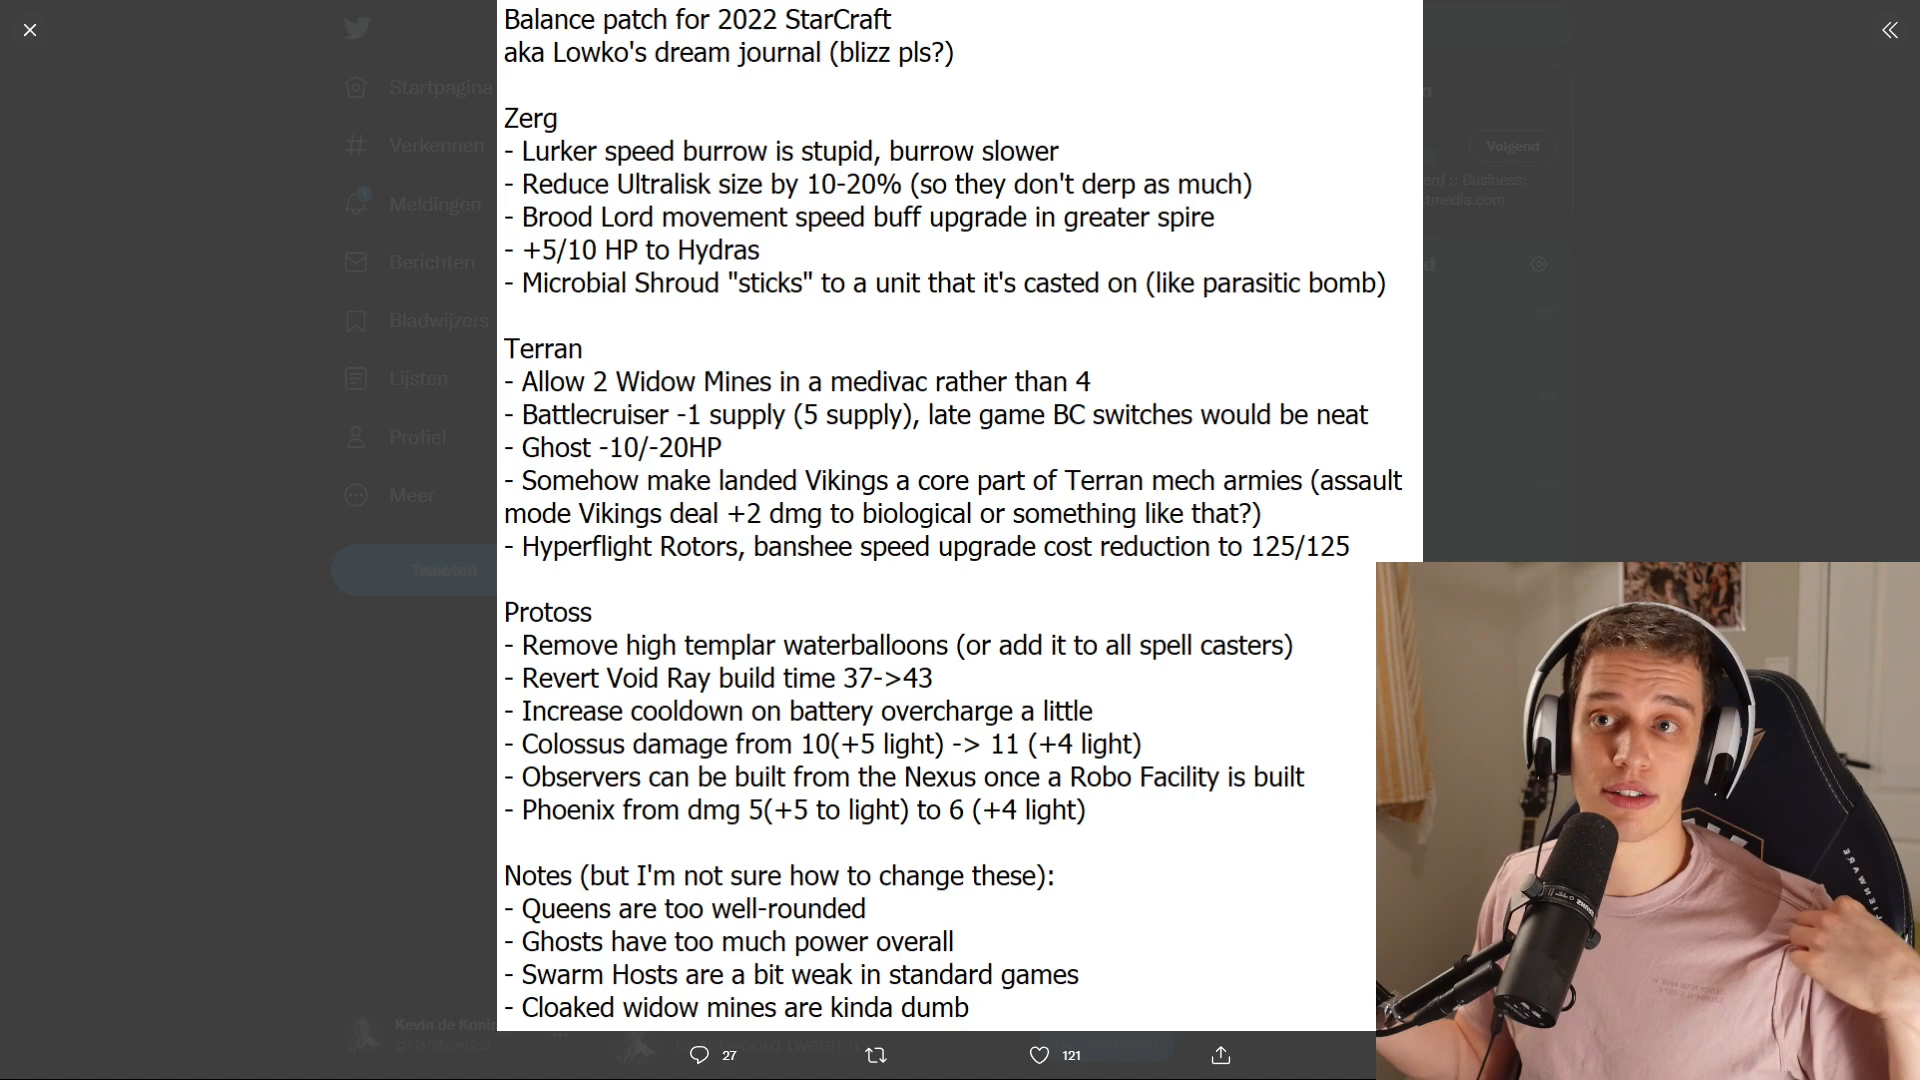 Balance patch for 2022 StarCraft
aka Lowko's dream journal (blizz pls?)
Zerg
- Lurker speed burrow is stupid, burrow slower
- Reduce Ultralisk size by 10-20% (so they don't derp as much)
- Brood Lord movement speed buff upgrade in greater spire
- +5/10 HP to Hydras
- Microbial Shroud "sticks" to a unit that it's casted on (like parasitic bomb)
Terran
- Allow 2 Widow Mines in a medivac rather than 4
- Battlecruiser -1 supply (5 supply), late game BC switches would be neat
- Ghost -10/-20HP
- Somehow make landed Vikings a core part of Terran mech armies (assault
mode Vikings deal +2 dmg to biological or something like that?)
- Hyperflight Rotors, banshee speed upgrade cost reduction to 125/125
Protoss
- Remove high templar waterballoons (or add it to all spell casters)
- Revert Void Ray build time 37->43
- Increase cooldown on battery overcharge a little
- Colossus damage from 10(+5 light) -> 11 (+4 light)
- Observers can be built from the Nexus once a Robo Facility is built
- Phoenix from dmg 5(+5 to light) to 6 (+4 light)
Notes (but I'm not sure how to change these):
- Queens are too well-rounded
- Ghosts have too much power overall
- Swarm Hosts are a bit weak in standard games
- Cloaked widow mines are kinda dumb
27
121
Startpagina
Verkennen
Meldingen
Berichten
Bladwijzers
Lijsten
Profiel
Meer
Tweeten
Volgend
:: Business:
tmedia.com
Kevin de Koni